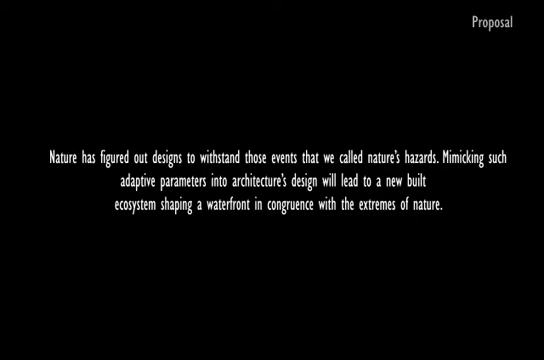 Proposal
Nature has figured out designs to withstand those events that we called nature's hazards. Mimicking such
adaptive parameters into architecture's design will lead to a new built
ecosystem shaping a waterfront in congruence with the extremes of nature.